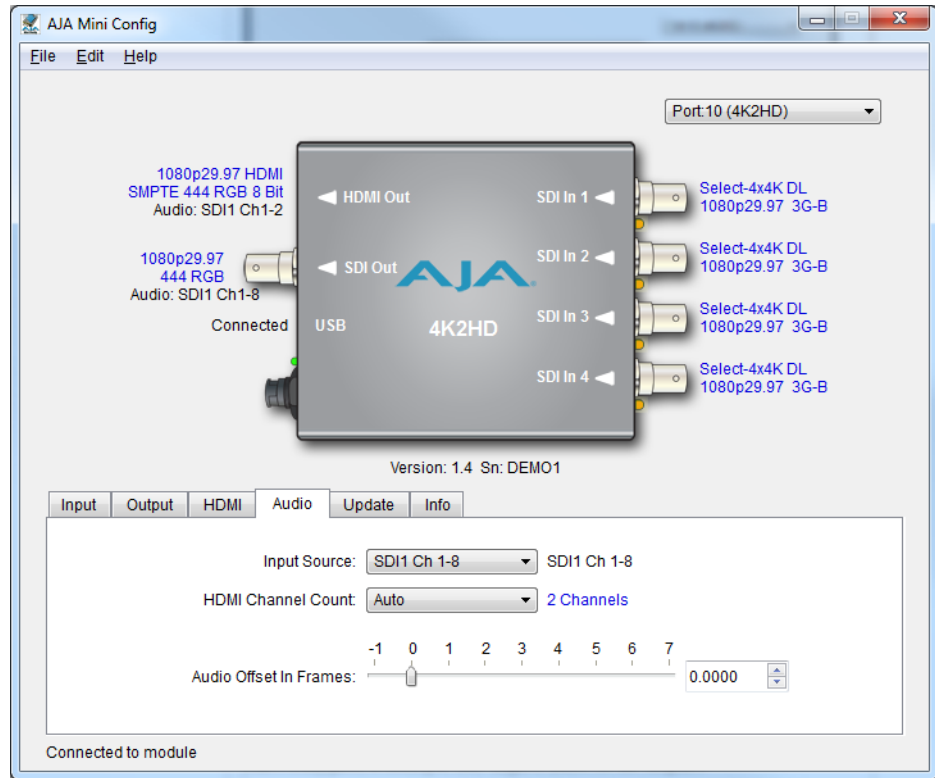 AJA Mini Config
File Edit Help
Port:10 (4K2HD)
1080p29.97 HDMI
SMPTE 444 RGB 8 Bit
Audio: SDI1 Ch1-2
1080p29.97
444 RGB
Audio: SDI1 Ch1-8
Connected
HDMI Out
SDI Out
USB
AJA
4K2HD
SDI In 1
SDI In 2
SDI In 3
SDI In 4
Select-4x4K DL
1080p29.97 3G-B
Select-4x4K DL
1080p29.97 3G-B
Select-4x4K DL
1080p29.97 3G-B
Select-4x4K DL
1080p29.97 3G-B
Version: 1.4 Sn: DEMO1
Input Output HDMI Audio Update Info
Input Source: SDI1 Ch 1-8 SDI1 Ch 1-8
HDMI Channel Count: Auto 2 Channels
-1 0 1 2 3 4 5 6 7
Audio Offset In Frames: 0.0000
Connected to module